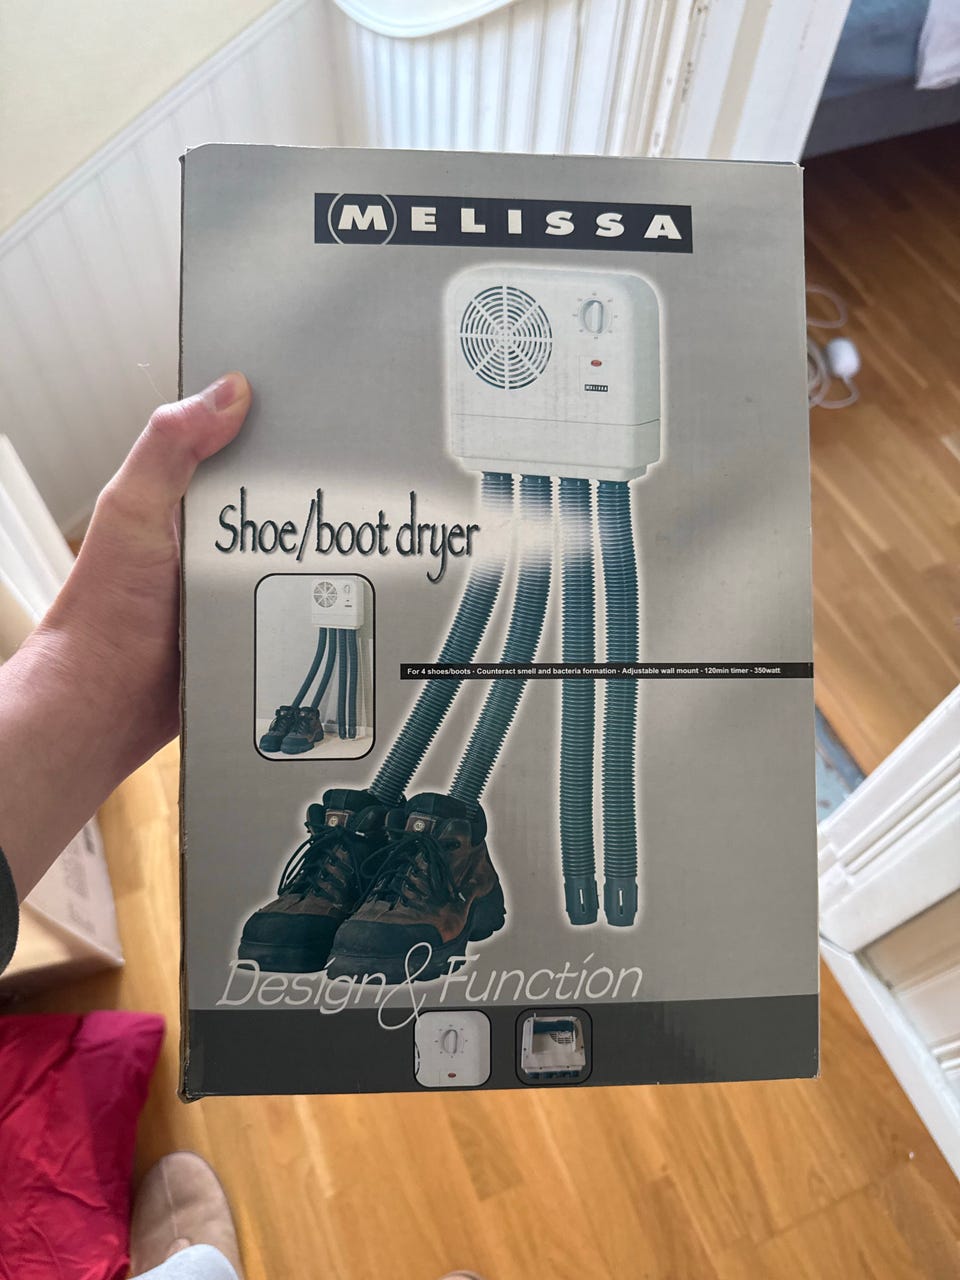 MELISSA
MELISSA
Shoe/boot dryer
For 4 shoes/boots - Counteract smell and bacteria formation - Adjustable wall mount - 120min timer - 350watt
Design & Function